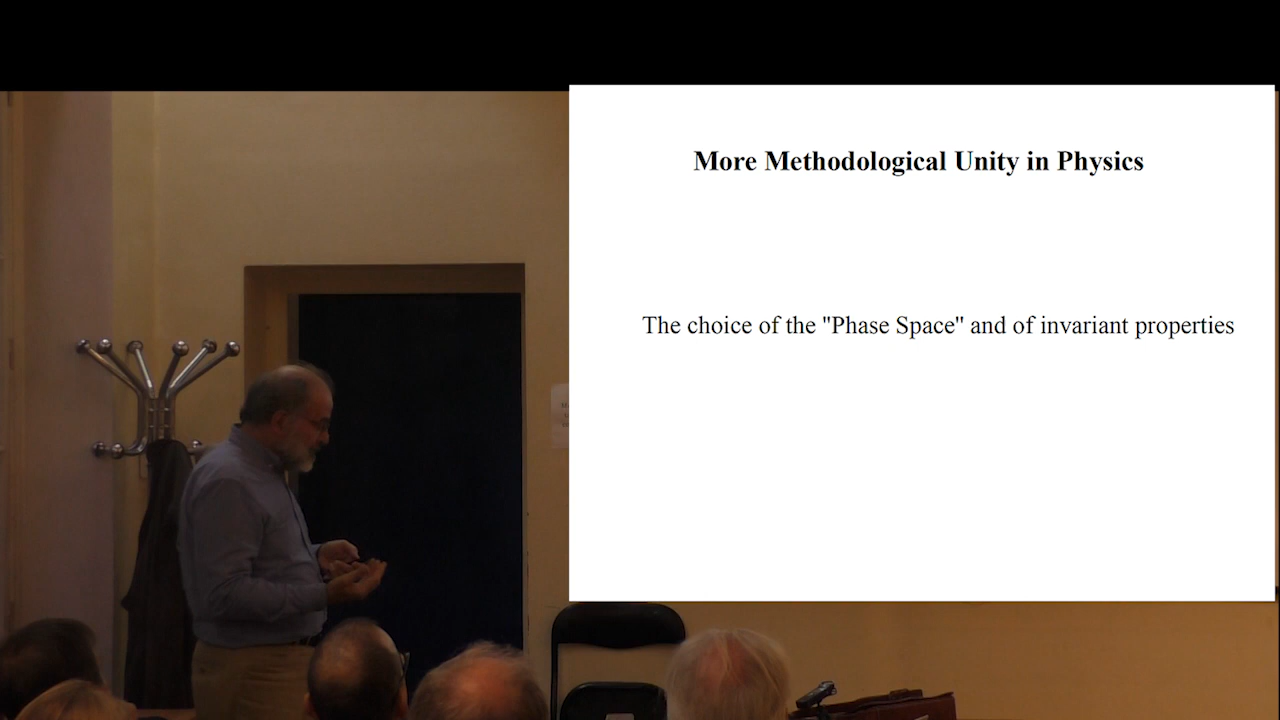 More Methodological Unity in Physics
The choice of the "Phase Space" and of invariant properties